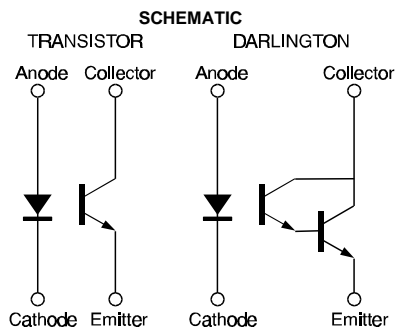 SCHEMATIC
TRANSISTOR DARLINGTON
Anode Collector Anode Collector
Cathode Emitter Cathode Emitter